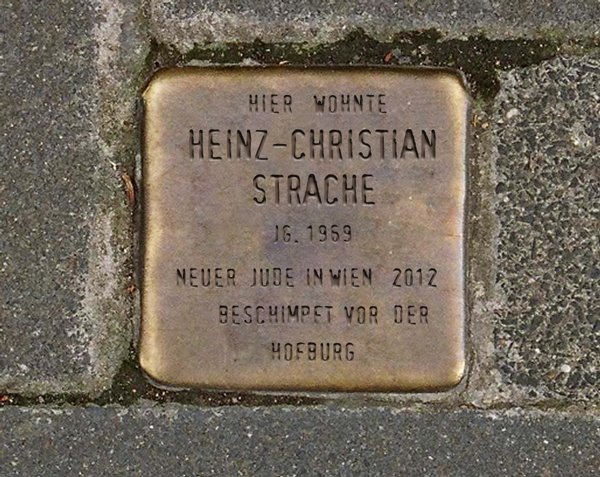 HIER WOHNTE
HEINZ-CHRISTIAN
STRACHE
JG. 1969
NEUER JUDE IN WIEN 2012
BESCHIMPFT VOR DER
HOFBURG